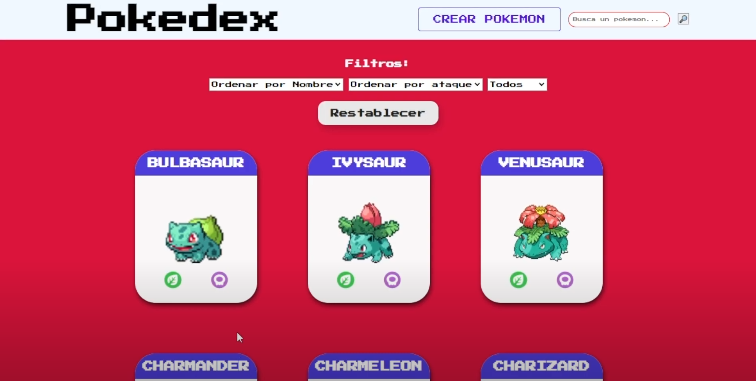 Pokedex
CREAR POKEMON
Busca un pokemon...
Filtros:
Ordenar por Nombre
Ordenar por ataque
Todos
Restablecer
BULBASAUR
IVYSAUR
VENUSAUR
CHARMANDER
CHARMELEON
CHARIZARD